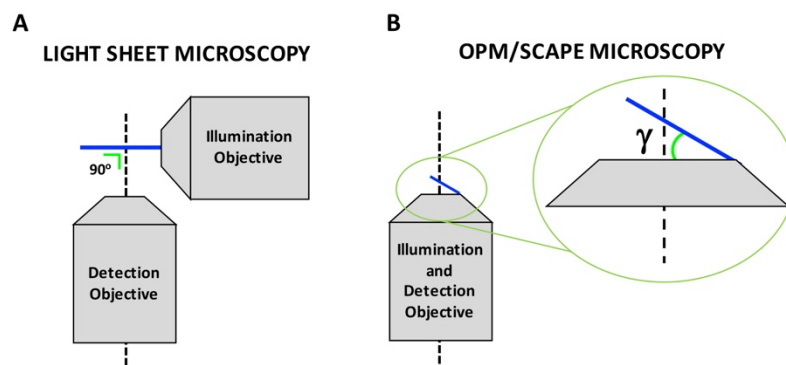 A
LIGHT SHEET MICROSCOPY
Illumination
Objective
90º
Detection
Objective
B
OPM/SCAPE MICROSCOPY
γ
Illumination
and
Detection
Objective